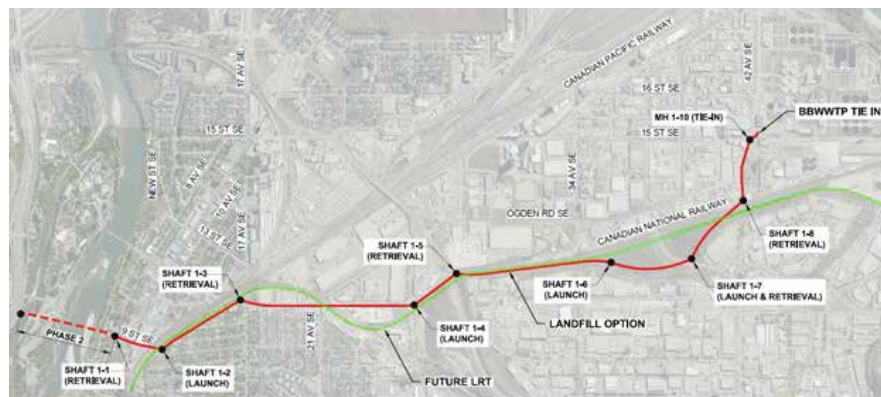 17 AV SE
CANADIAN PACIFIC RAILWAY
42 AV SE
16 ST SE
BBWWTP TIE IN
MH 1-10 (TIE-IN)
15 ST SE
15 ST SE
NEW ST SE
8 AV SE
10 AV SE
13 ST SE
17 AV SE
34 AV SE
OGDEN RD SE
CANADIAN NATIONAL RAILWAY
SHAFT 1-5
(RETRIEVAL)
SHAFT 1-3
(RETRIEVAL)
SHAFT 1-8
(RETRIEVAL)
SHAFT 1-6
(LAUNCH)
SHAFT 1-7
(LAUNCH & RETRIEVAL)
LANDFILL OPTION
9 ST SE
PHASE 2
21 AV SE
SHAFT 1-4
(LAUNCH)
SHAFT 1-1
(RETRIEVAL)
SHAFT 1-2
(LAUNCH)
FUTURE LRT